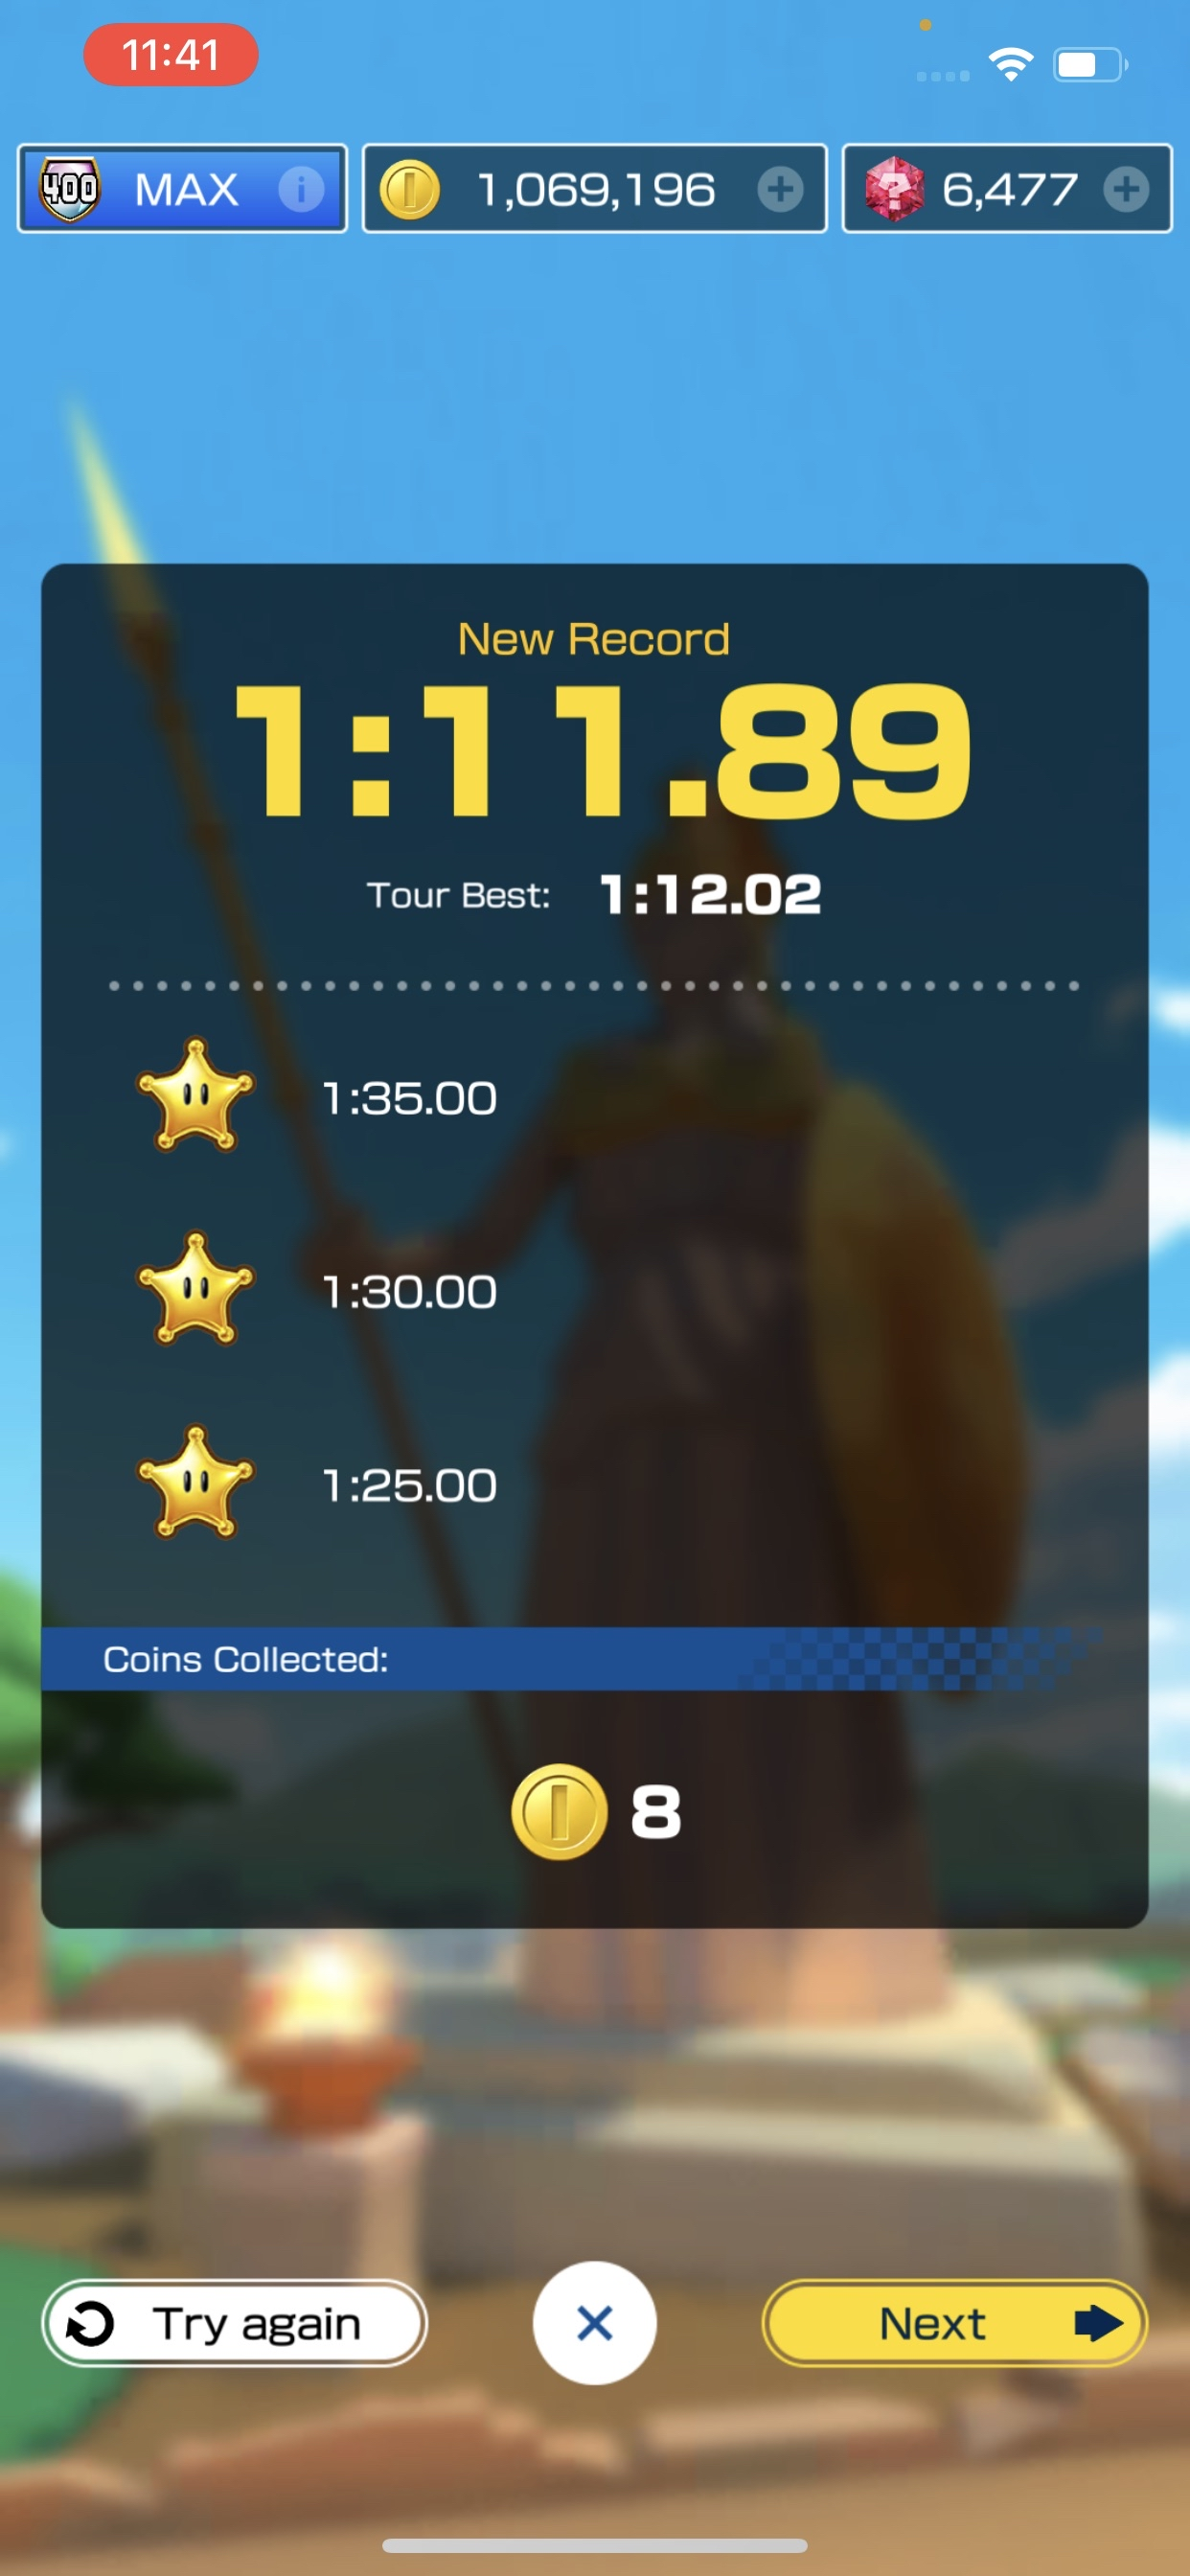 11:41
400 MAX i 1,069,196 + 6,477 +
New Record
1:11.89
Tour Best: 1:12.02
1:35.00
1:30.00
1:25.00
Coins Collected:
8
Try again × Next